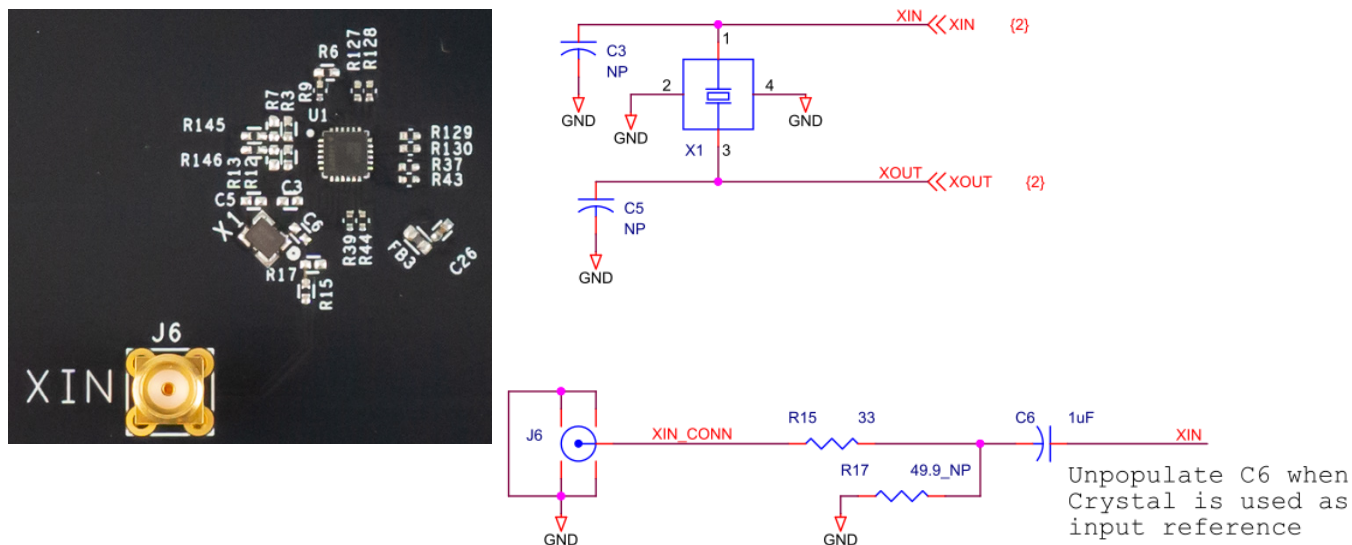 R127
R128
R6
R9
R7
R3
U1
R145
R146
R129
R130
R37
R43
R13
R12
C5
C3
X1
C6
R39
R44
FB3
C26
R17
R15
J6
XIN
XIN
XIN
{2}
1
C3
NP
2
4
GND
GND
GND
X1
3
XOUT
XOUT
{2}
C5
NP
GND
J6
XIN_CONN
R15
33
C6
1uF
XIN
R17
49.9_NP
GND
GND
Unpopulate C6 when
Crystal is used as
input reference